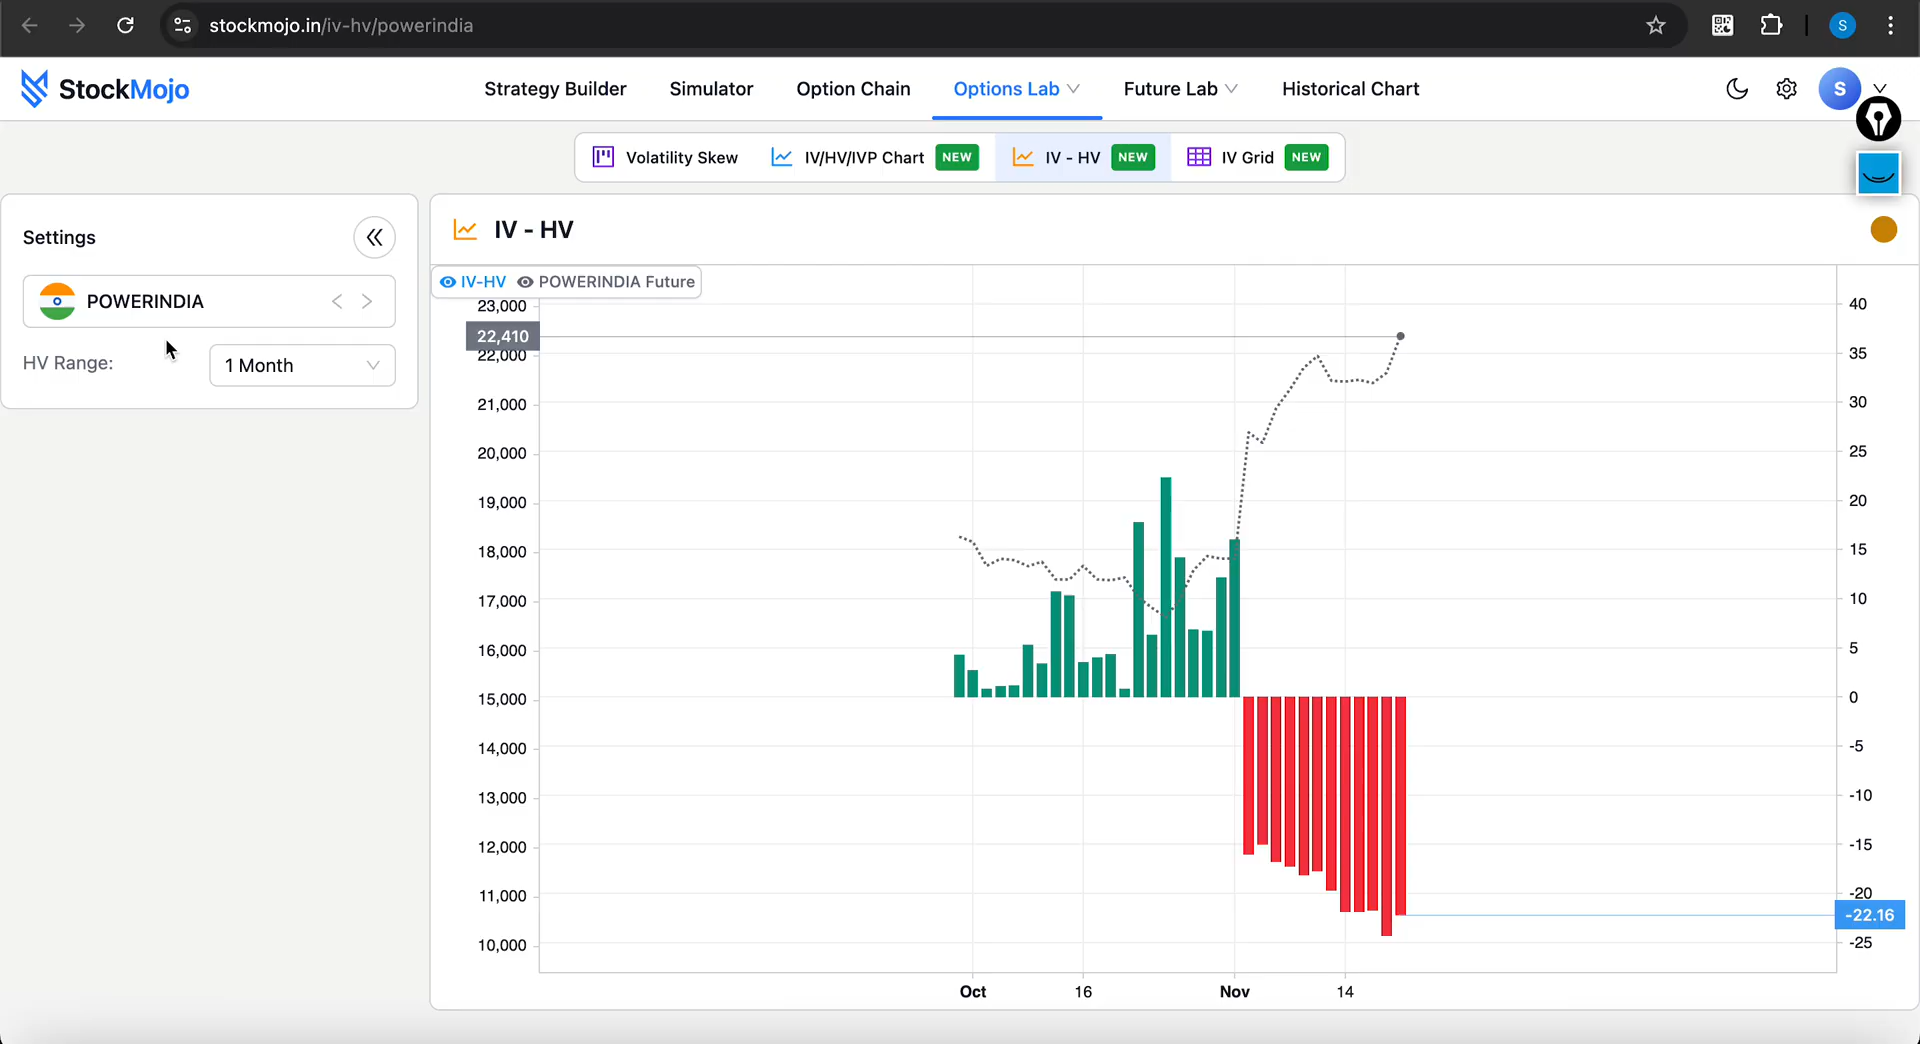 stockmojo.in/iv-hv/powerindia
S
StockMojo
Strategy Builder
Simulator
Option Chain
Options Lab
Future Lab
Historical Chart
S
Volatility Skew
IV/HV/IVP Chart NEW
IV - HV NEW
IV Grid NEW
Settings
POWERINDIA
HV Range:
1 Month
IV - HV
IV-HV
POWERINDIA Future
23,000
22,410
22,000
21,000
20,000
19,000
18,000
17,000
16,000
15,000
14,000
13,000
12,000
11,000
10,000
40
35
30
25
20
15
10
5
0
-5
-10
-15
-20
-22.16
-25
Oct
16
Nov
14